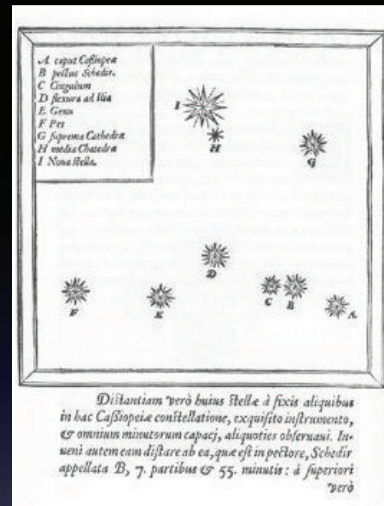 A caput Cassiopeæ
B pectus Schedir.
C Cingulum
D flexura ad Ilia
E Genu
F Pes
G suprema Cathedræ
H media Chatedræ
I Nova stella.
I
H
G
D
C
B
A
E
F
Distantiam verò huius stellæ à fixis aliquibus
in hac Cassiopeiæ constellatione, exquisito instrumento,
& omnium minutorum capaci, aliquoties obseruaui. In-
ueni autem eam distare ab ea, quæ est in pectore, Schedir
appellata B, 7. partibus & 55. minutis: à superiori
verò